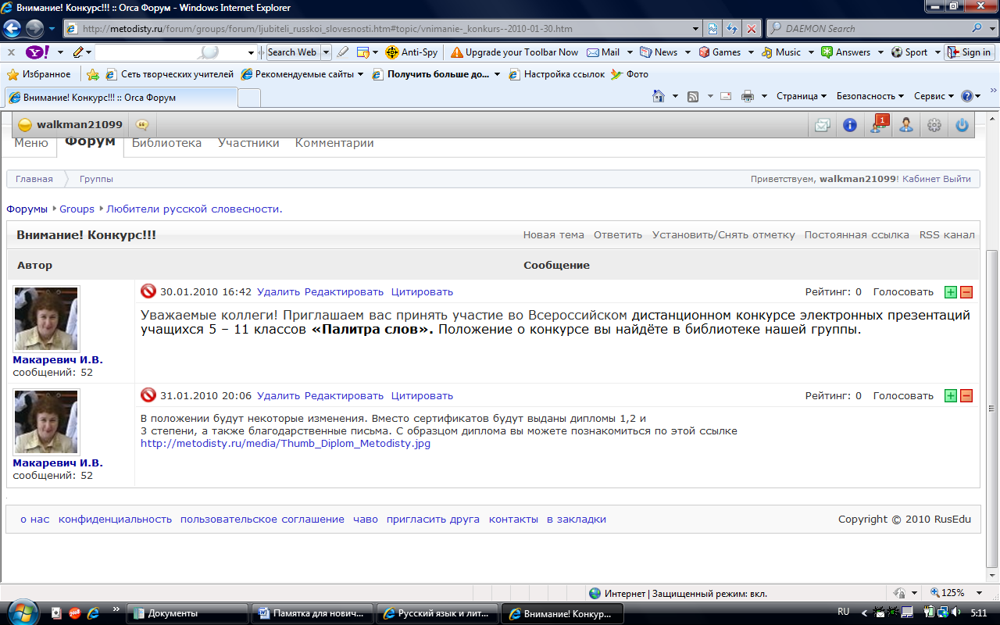 Внимание! Конкурс!!! :: Orca Форум - Windows Internet Explorer
http://metodisty.ru/forum/groups/forum/ljubiteli_russkoi_slovesnosti.htm#topic/vnimanie-_konkurs--2010-01-30.htm
DAEMON Search
Y! Search Web Anti-Spy Upgrade your Toolbar Now Mail News Games Music Answers Sport Sign in
Избранное Сеть творческих учителей Рекомендуемые сайты Получить больше до... Настройка ссылок Фото
Внимание! Конкурс!!! :: Orca Форум
Страница Безопасность Сервис
walkman21099 1
Меню Форум Библиотека Участники Комментарии
Главная Группы Приветствуем, walkman21099! Кабинет Выйти
Форумы Groups Любители русской словесности.
Внимание! Конкурс!!! Новая тема Ответить Установить/Снять отметку Постоянная ссылка RSS канал
Автор Сообщение
30.01.2010 16:42 Удалить Редактировать Цитировать Рейтинг: 0 Голосовать
Уважаемые коллеги! Приглашаем вас принять участие во Всероссийском дистанционном конкурсе электронных презентаций
учащихся 5 – 11 классов «Палитра слов». Положение о конкурсе вы найдёте в библиотеке нашей группы.
Макаревич И.В.
сообщений: 52
31.01.2010 20:06 Удалить Редактировать Цитировать Рейтинг: 0 Голосовать
В положении будут некоторые изменения. Вместо сертификатов будут выданы дипломы 1,2 и
3 степени, а также благодарственные письма. С образцом диплома вы можете познакомиться по этой ссылке
http://metodisty.ru/media/Thumb_Diplom_Metodisty.jpg
Макаревич И.В.
сообщений: 52
о нас конфиденциальность пользовательское соглашение чаво пригласить друга контакты в закладки Copyright © 2010 RusEdu
Интернет | Защищенный режим: вкл. 125%
Документы Памятка для нович... Русский язык и лит... Внимание! Конкур... RU 5:11